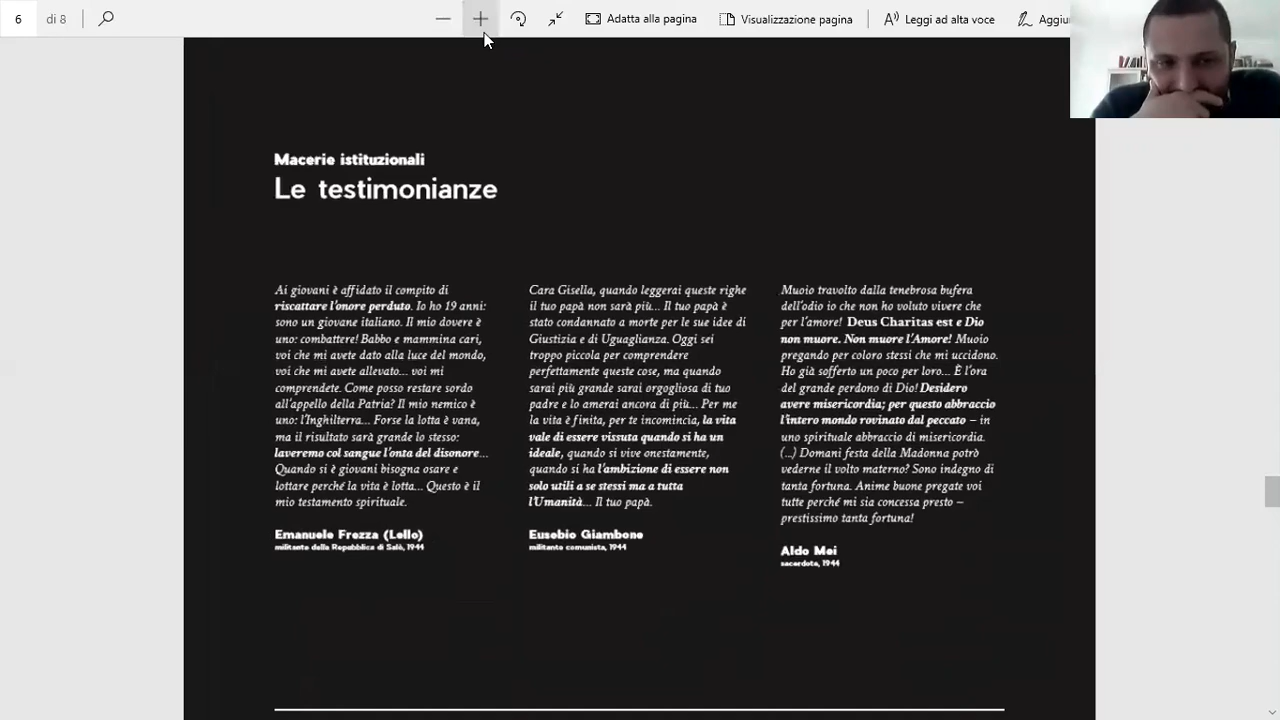 6 di 8
Adatta alla pagina
Visualizzazione pagina
Leggi ad alta voce
Aggiu
Macerie istituzionali
Le testimonianze
Ai giovani è affidato il compito di
riscattare l'onore perduto. Io ho 19 anni:
sono un giovane italiano. Il mio dovere è
uno: combattere! Babbo e mammina cari,
voi che mi avete dato alla luce del mondo,
voi che mi avete allevato... voi mi
comprendete. Come posso restare sordo
all'appello della Patria? Il mio nemico è
uno: l'Inghilterra... Forse la lotta è vana,
ma il risultato sarà grande lo stesso:
laveremo col sangue l'onta del disonore...
Quando si è giovani bisogna osare e
lottare perché la vita è lotta... Questo è il
mio testamento spirituale.
Emanuele Frezza (Lello)
militante della Repubblica di Salò, 1944
Cara Gisella, quando leggerai queste righe
il tuo papà non sarà più... Il tuo papà è
stato condannato a morte per le sue idee di
Giustizia e di Uguaglianza. Oggi sei
troppo piccola per comprendere
perfettamente queste cose, ma quando
sarai più grande sarai orgogliosa di tuo
padre e lo amerai ancora di più... Per me
la vita è finita, per te incomincia, la vita
vale di essere vissuta quando si ha un
ideale, quando si vive onestamente,
quando si ha l'ambizione di essere non
solo utili a se stessi ma a tutta
l'Umanità... Il tuo papà.
Eusebio Giambone
militante comunista, 1944
Muoio travolto dalla tenebrosa bufera
dell'odio io che non ho voluto vivere che
per l'amore! Deus Charitas est e Dio
non muore. Non muore l'Amore! Muoio
pregando per coloro stessi che mi uccidono.
Ho già sofferto un poco per loro... È l'ora
del grande perdono di Dio! Desidero
avere misericordia; per questo abbraccio
l'intero mondo rovinato dal peccato – in
uno spirituale abbraccio di misericordia.
(...) Domani festa della Madonna potrò
vederne il volto materno? Sono indegno di
tanta fortuna. Anime buone pregate voi
tutte perché mi sia concessa presto –
prestissimo tanta fortuna!
Aldo Mei
sacerdote, 1944